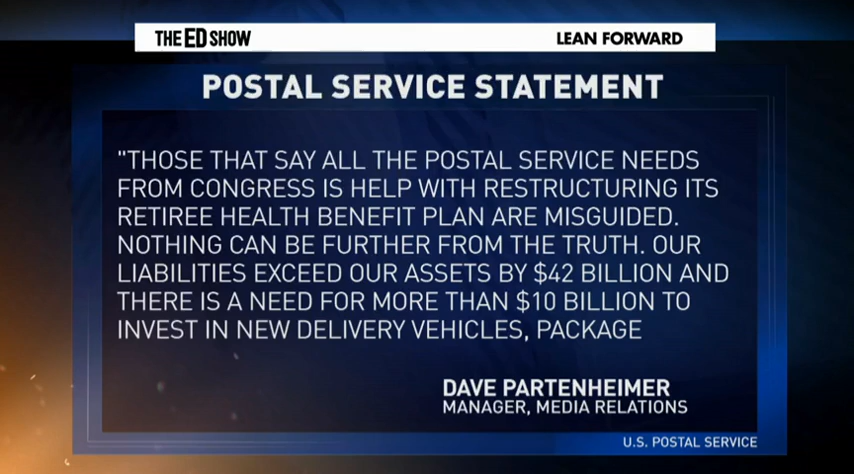 THE ED SHOW LEAN FORWARD
POSTAL SERVICE STATEMENT
"THOSE THAT SAY ALL THE POSTAL SERVICE NEEDS
FROM CONGRESS IS HELP WITH RESTRUCTURING ITS
RETIREE HEALTH BENEFIT PLAN ARE MISGUIDED.
NOTHING CAN BE FURTHER FROM THE TRUTH. OUR
LIABILITIES EXCEED OUR ASSETS BY $42 BILLION AND
THERE IS A NEED FOR MORE THAN $10 BILLION TO
INVEST IN NEW DELIVERY VEHICLES, PACKAGE
DAVE PARTENHEIMER
MANAGER, MEDIA RELATIONS
U.S. POSTAL SERVICE